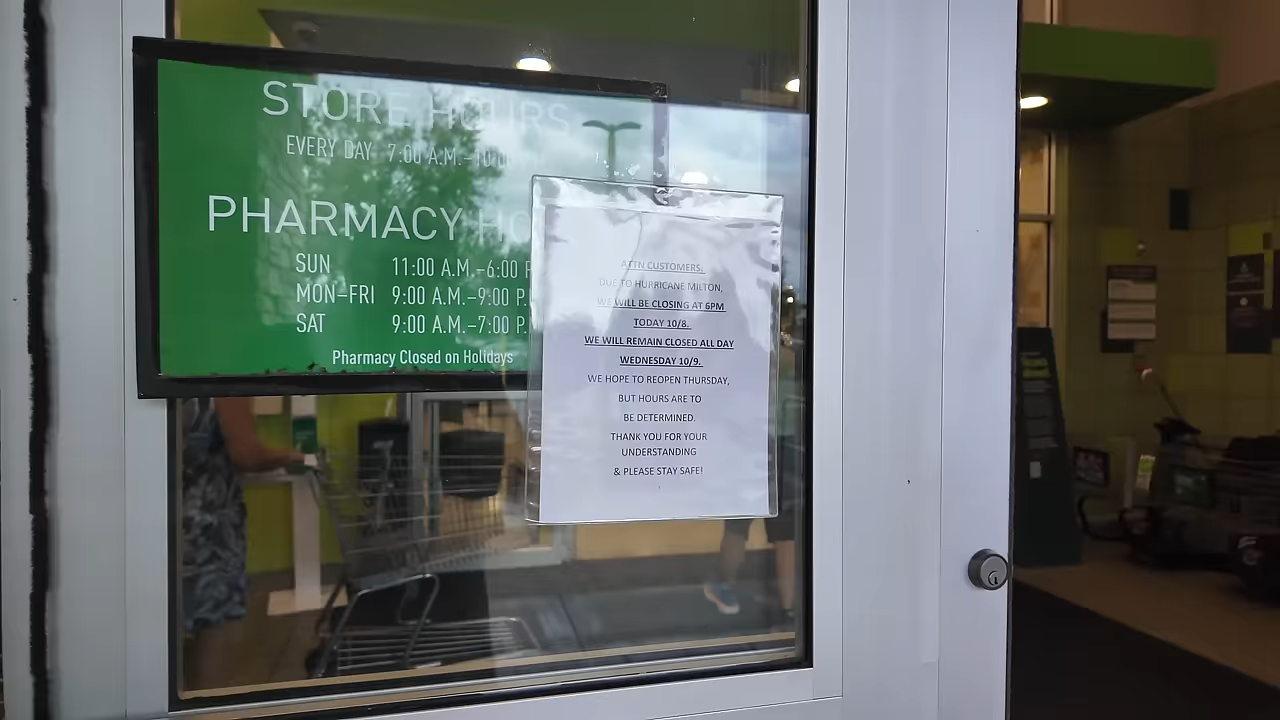 STORE HOURS
EVERY DAY 7:00 A.M.–10:0
PHARMACY HO
SUN 11:00 A.M.–6:00 P
MON–FRI 9:00 A.M.–9:00 P.
SAT 9:00 A.M.–7:00 P.
Pharmacy Closed on Holidays
ATTN CUSTOMERS:
DUE TO HURRICANE MILTON,
WE WILL BE CLOSING AT 6PM
TODAY 10/8.
WE WILL REMAIN CLOSED ALL DAY
WEDNESDAY 10/9.
WE HOPE TO REOPEN THURSDAY,
BUT HOURS ARE TO
BE DETERMINED.
THANK YOU FOR YOUR
UNDERSTANDING
& PLEASE STAY SAFE!